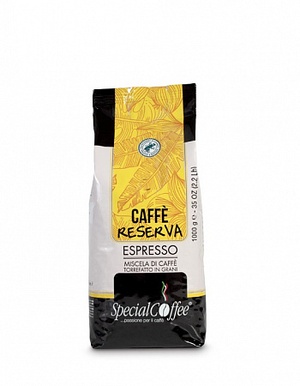 CAFFÈ
RESERVA
ESPRESSO
MISCELA DI CAFFÉ
TORREFATTO IN GRANI
1000 g e - 35 OZ (2.2 Lb)
SpecialCoffee®
...passione per il caffè